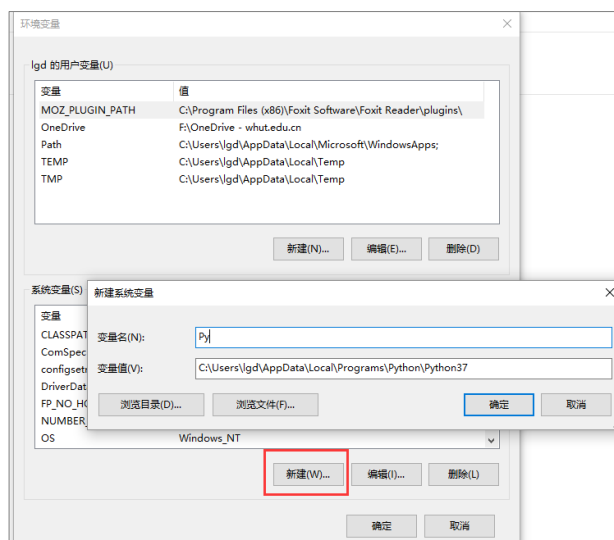 环境变量
lgd 的用户变量(U)
变量 值
MOZ_PLUGIN_PATH C:\Program Files (x86)\Foxit Software\Foxit Reader\plugins\
OneDrive F:\OneDrive - whut.edu.cn
Path C:\Users\lgd\AppData\Local\Microsoft\WindowsApps;
TEMP C:\Users\lgd\AppData\Local\Temp
TMP C:\Users\lgd\AppData\Local\Temp
新建(N)... 编辑(E)... 删除(D)
系统变量(S)
新建系统变量
变量
变量名(N): Py
CLASSPAT
ComSpec
变量值(V): C:\Users\lgd\AppData\Local\Programs\Python\Python37
configset
DriverDat
浏览目录(D)... 浏览文件(F)... 确定 取消
FP_NO_HO
NUMBER_
OS Windows_NT
新建(W)... 编辑(I)... 删除(L)
确定 取消